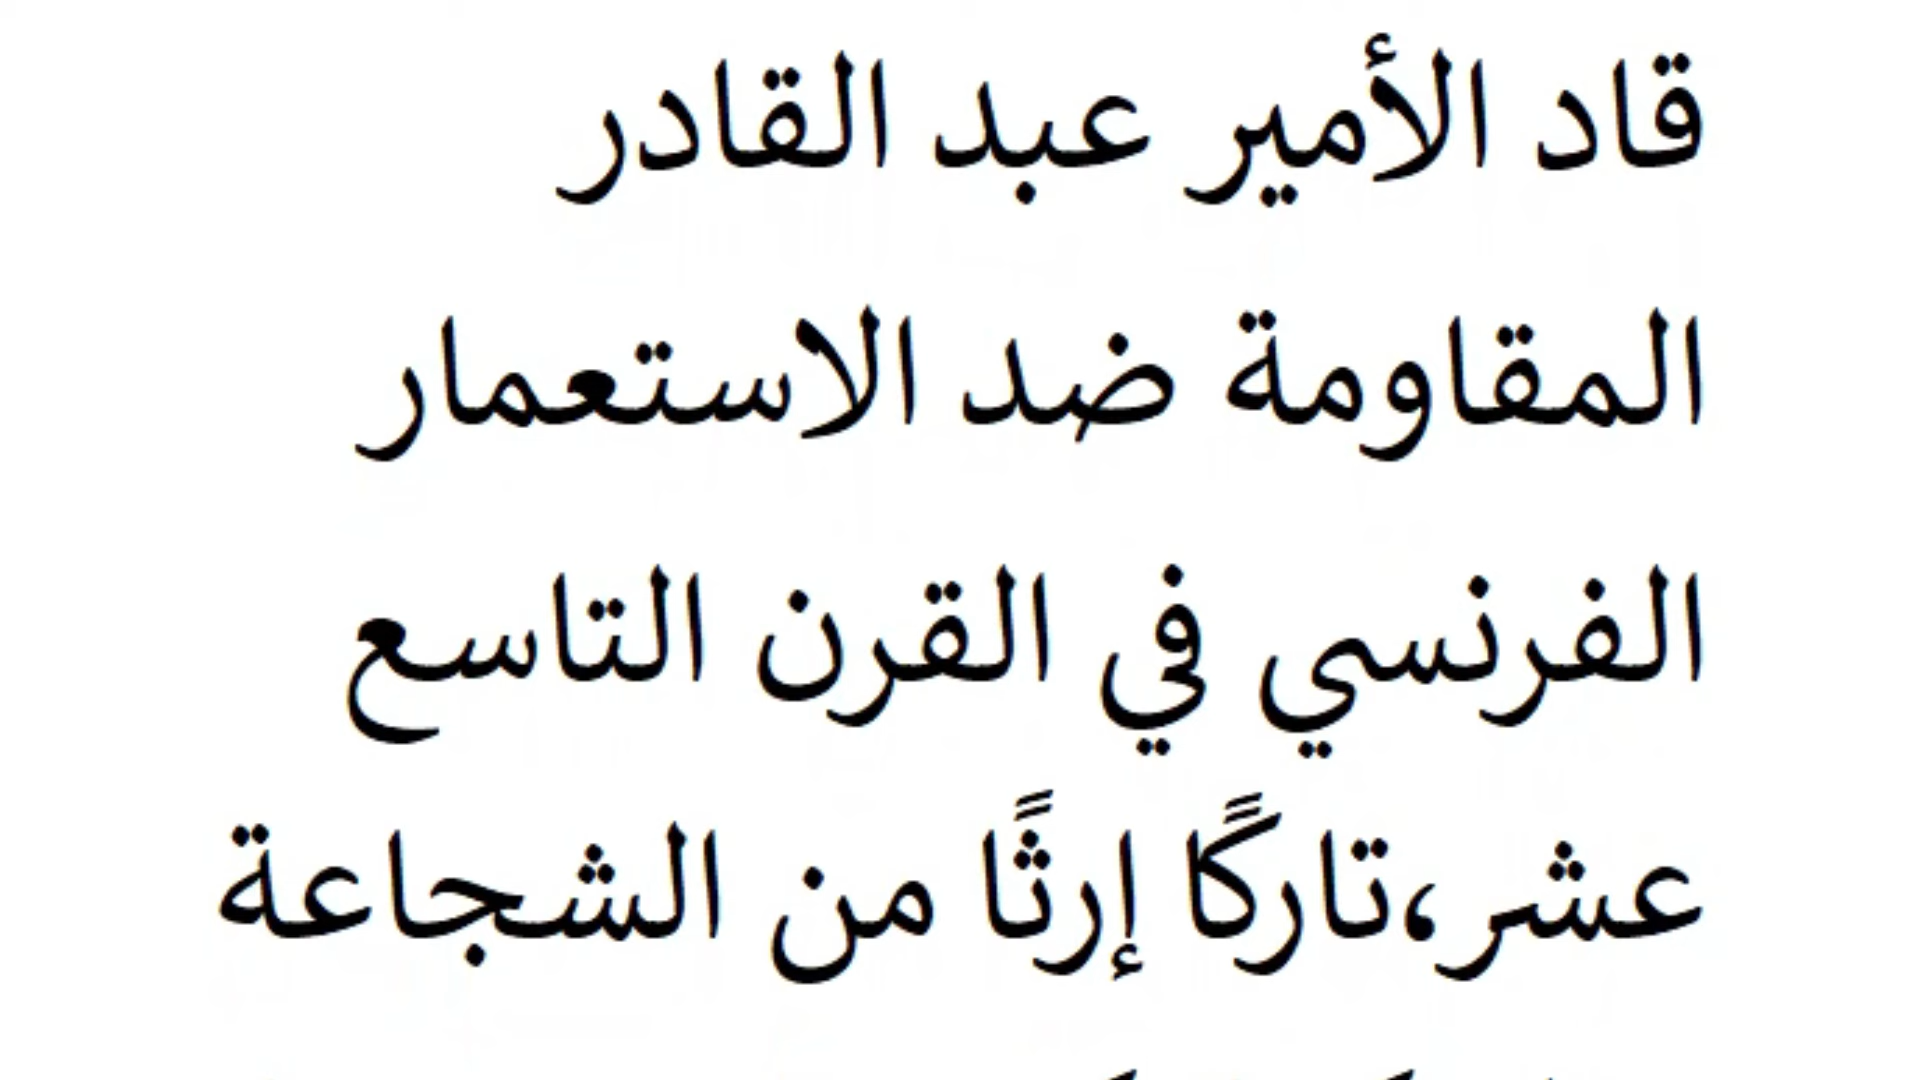 قاد الأمير عبد القادر
المقاومة ضد الاستعمار
الفرنسي في القرن التاسع
عشر،تاركًا إرثًا من الشجاعة